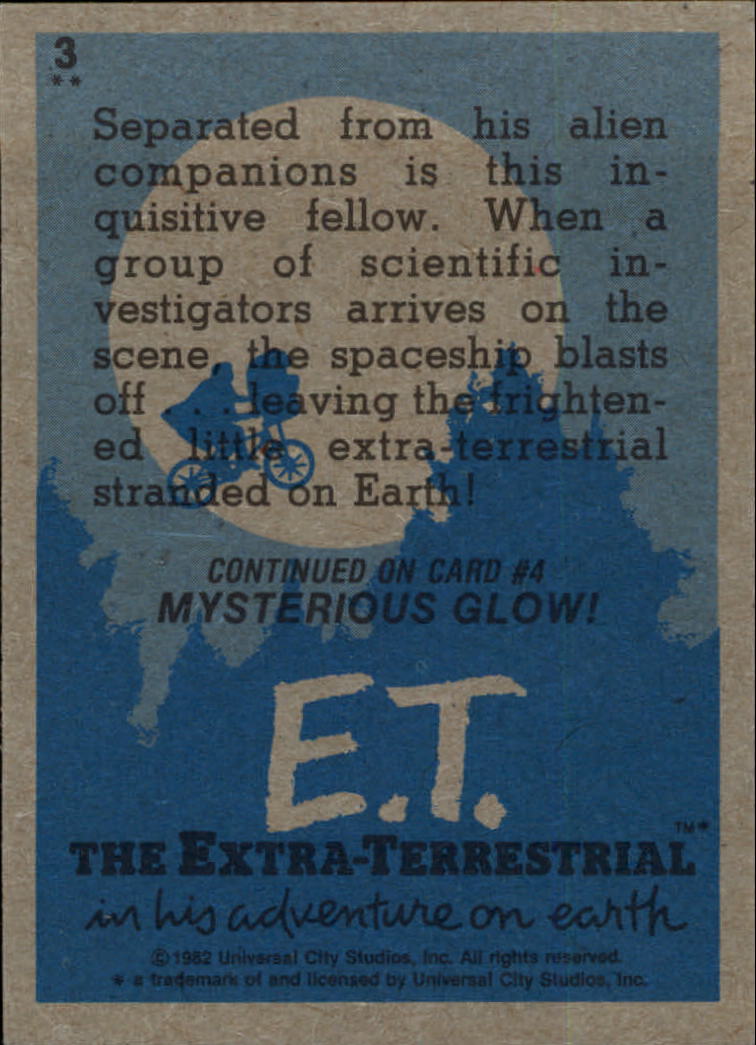 3
**
Separated from his alien
companions is this in-
quisitive fellow. When a
group of scientific in-
vestigators arrives on the
scene, the spaceship blasts
off . . . leaving the frighten-
ed little extra-terrestrial
stranded on Earth!
CONTINUED ON CARD #4
MYSTERIOUS GLOW!
E.T.
TM*
THE EXTRA-TERRESTRIAL
in his adventure on earth
©1982 Universal City Studios, Inc. All rights reserved.
* a trademark of and licensed by Universal City Studios, Inc.